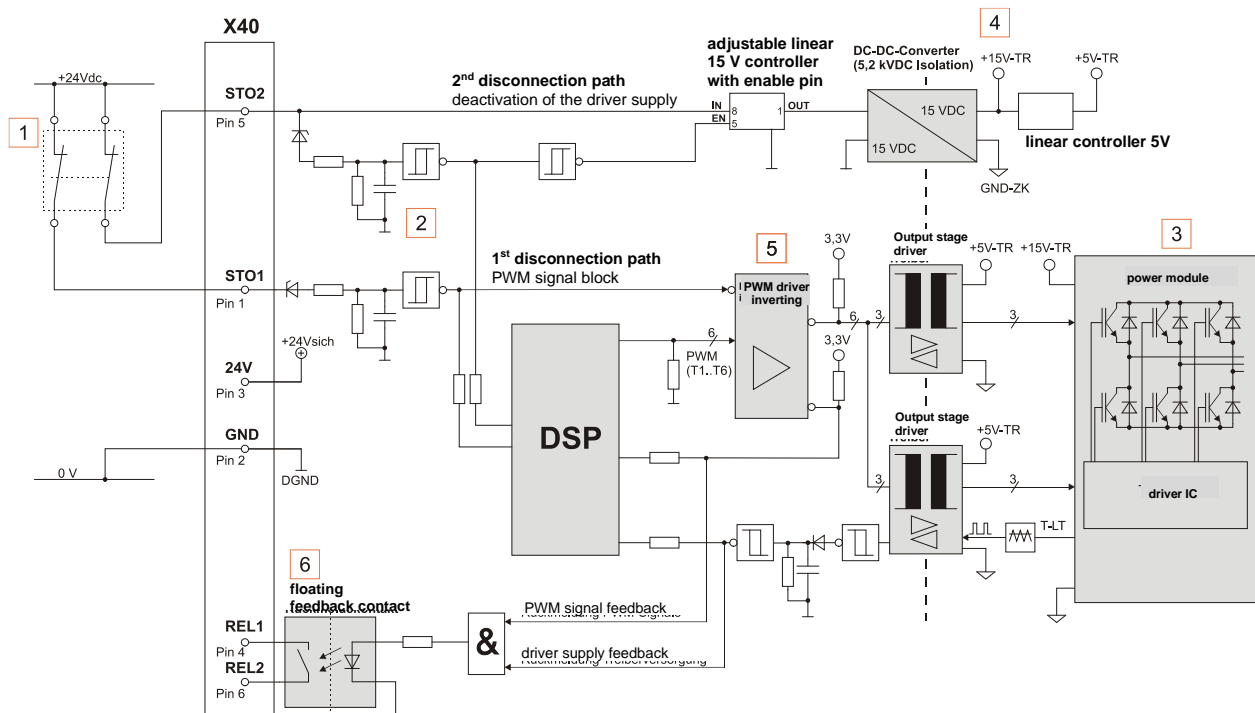 X40
+24Vdc
1
STO2
Pin 5
2nd disconnection path
deactivation of the driver supply
adjustable linear
15 V controller
with enable pin
IN
EN
8
5
1
OUT
DC-DC-Converter
(5,2 kVDC Isolation)
15 VDC
15 VDC
4
+15V-TR
+5V-TR
linear controller 5V
GND-ZK
2
STO1
Pin 1
1st disconnection path
PWM signal block
5
PWM driver
inverting
3,3V
3,3V
6
PWM
(T1..T6)
6
3
3
Output stage
driver
+5V-TR
+15V-TR
3
power module
driver IC
24V
Pin 3
+24Vsich
GND
Pin 2
0 V
DGND
DSP
Output stage
driver
+5V-TR
3
3
T-LT
6
floating
feedback contact
REL1
Pin 4
REL2
Pin 6
&
PWM signal feedback
Rückmeldung PWM Signals
driver supply feedback
Rückmeldung Treiberversorgung